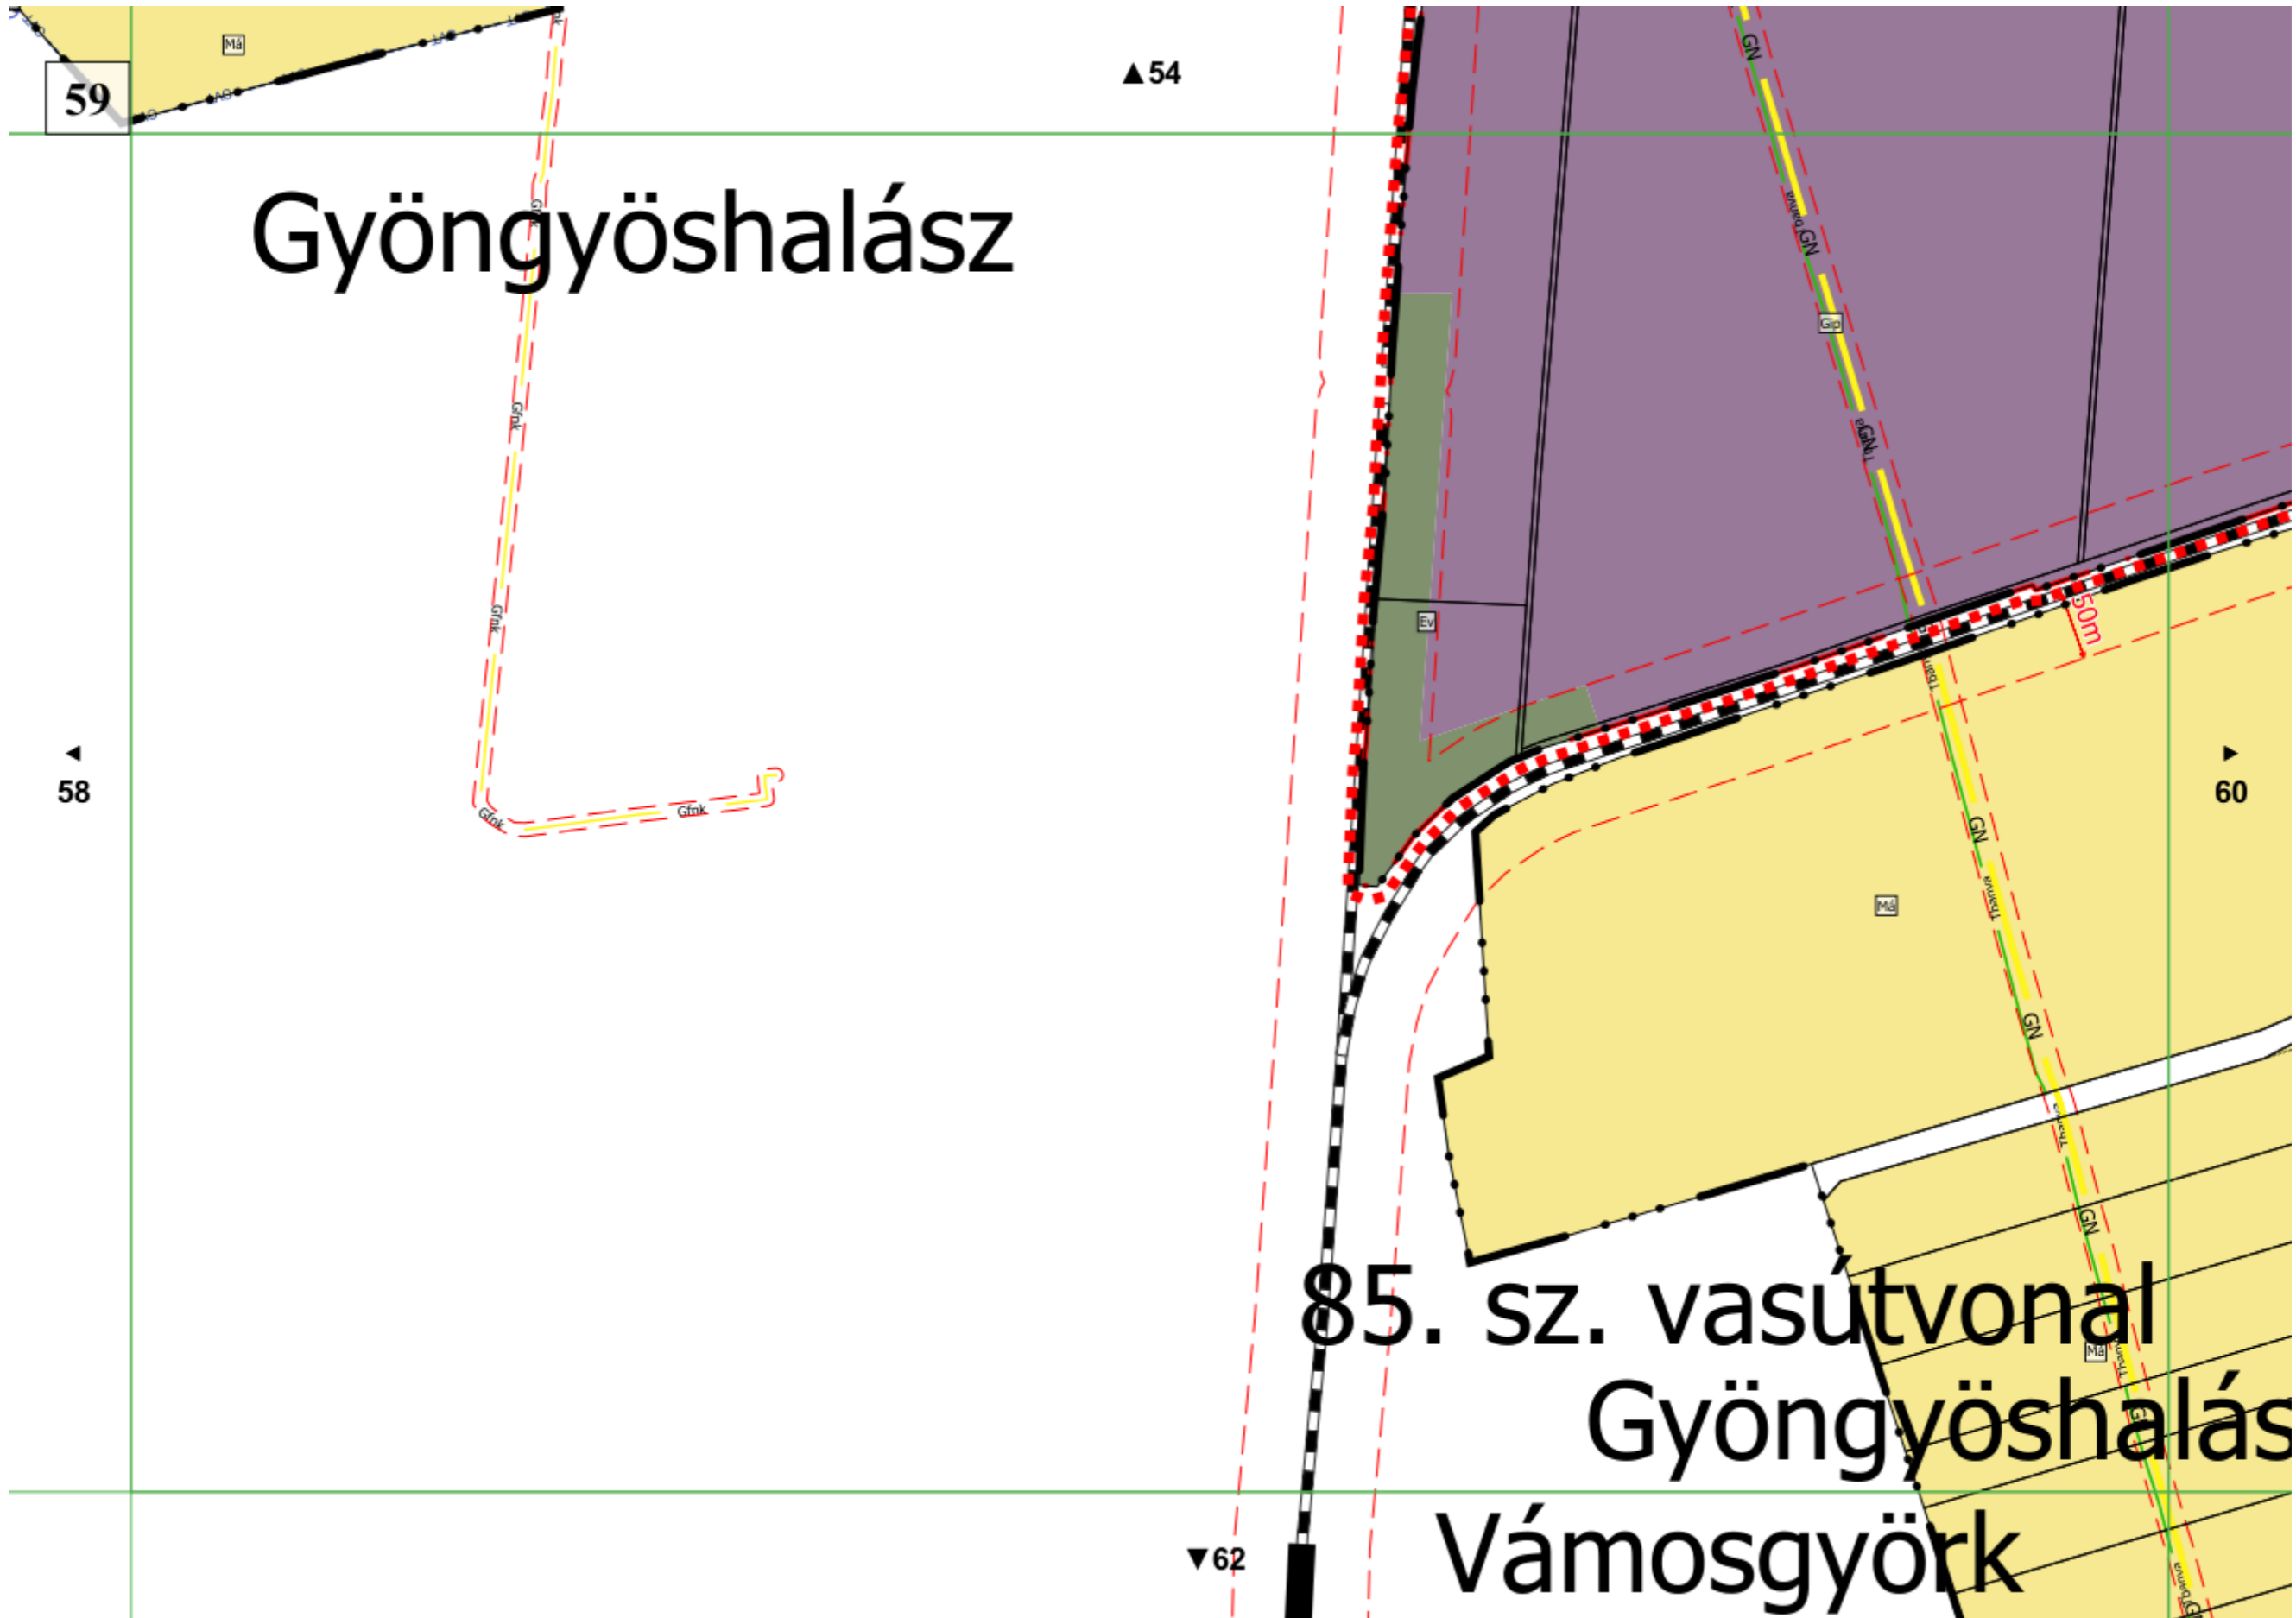 Má
59
▲54
GN
Gyöngyöshalász
GN
Gip
Gfnk
GN
Gfnk
Ev
50m
◄
58
►
60
Gfnk
Gfnk
GN
Má
GN
GN
85. sz. vasútvonal
Má
Gyöngyöshalás
Vámosgyörk
▼62